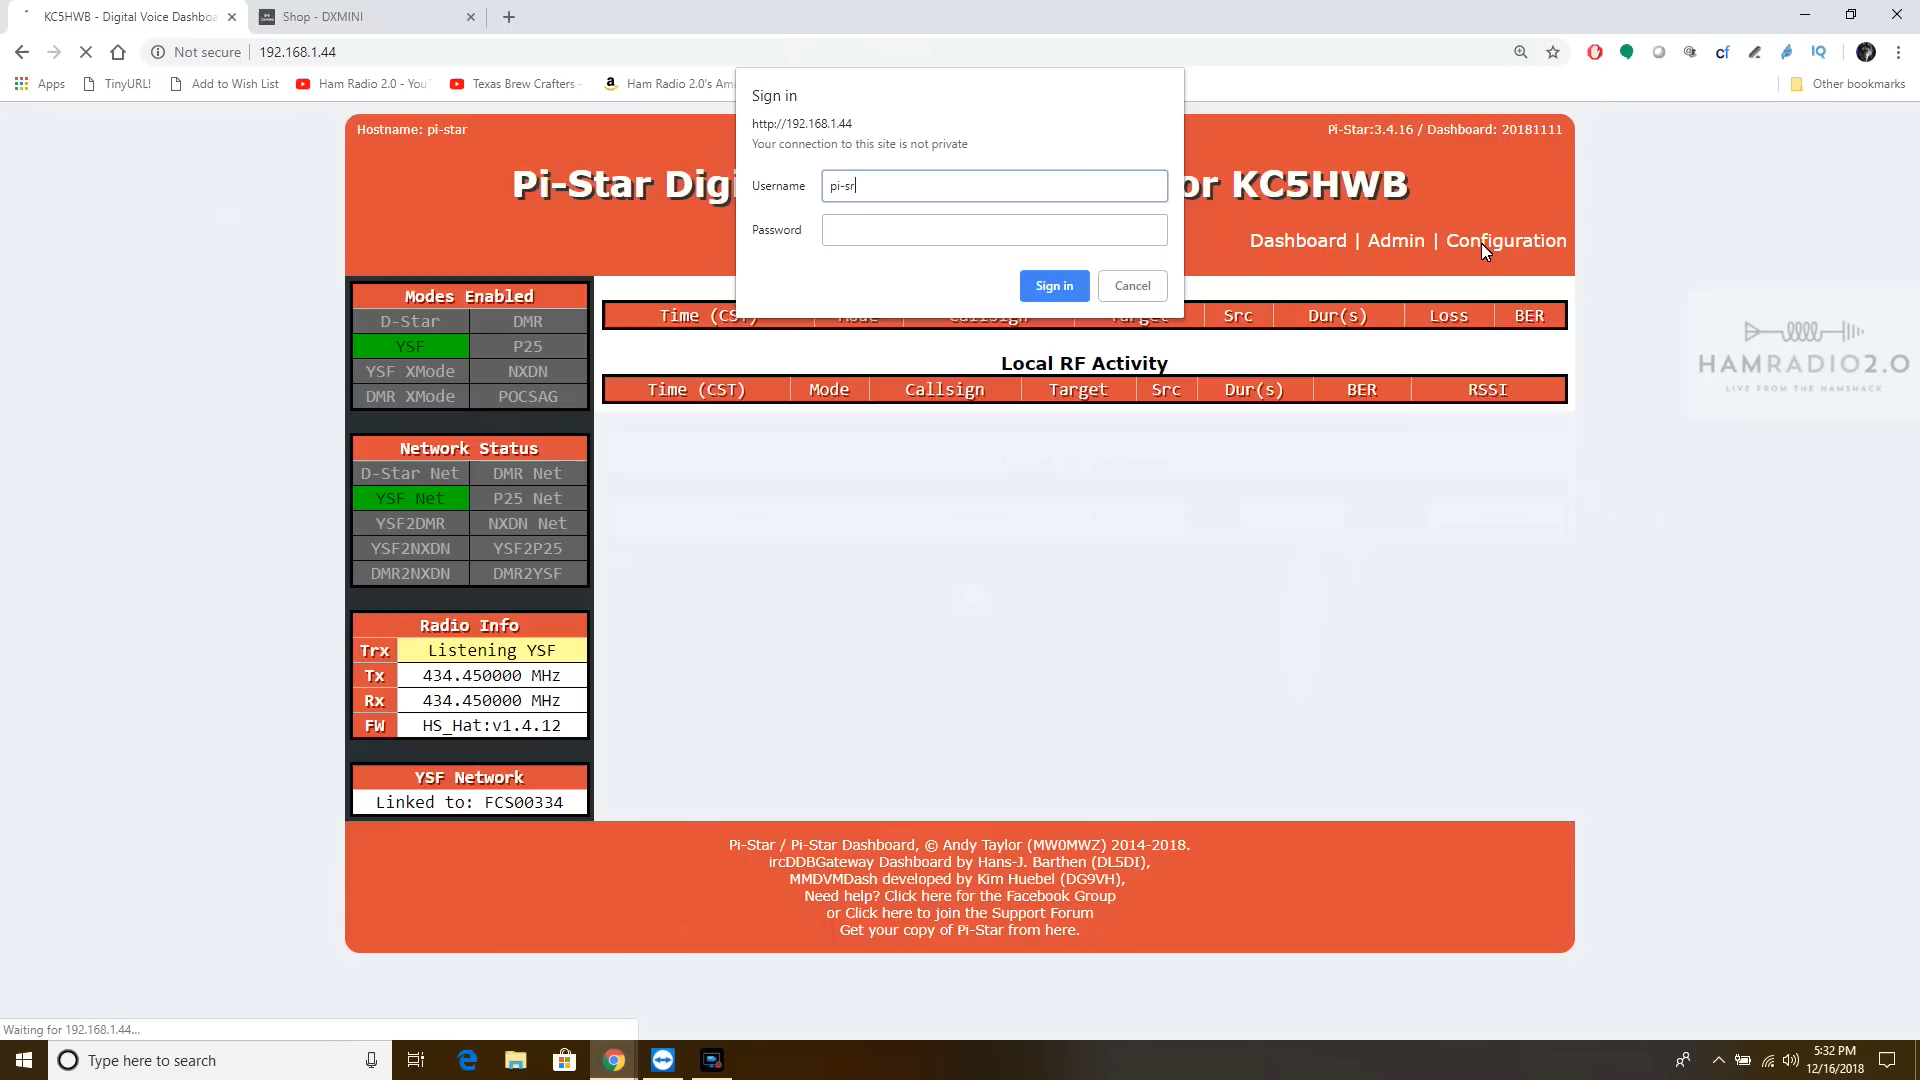 KC5HWB - Digital Voice Dashbo
Shop - DXMINI
Not secure
192.168.1.44
Apps
TinyURL!
Add to Wish List
Ham Radio 2.0 - You
Texas Brew Crafters -
Ham Radio 2.0's Am
Other bookmarks
Sign in
http://192.168.1.44
Your connection to this site is not private
Username
pi-sr
Password
Sign in
Cancel
Hostname: pi-star
Pi-Star:3.4.16 / Dashboard: 20181111
Pi-Star Digi
or KC5HWB
Dashboard | Admin | Configuration
Modes Enabled
D-Star DMR
YSF P25
YSF XMode NXDN
DMR XMode POCSAG
Network Status
D-Star Net DMR Net
YSF Net P25 Net
YSF2DMR NXDN Net
YSF2NXDN YSF2P25
DMR2NXDN DMR2YSF
Radio Info
Trx Listening YSF
Tx 434.450000 MHz
Rx 434.450000 MHz
FW HS_Hat:v1.4.12
YSF Network
Linked to: FCS00334
Time (CST) Mode Callsign Target Src Dur(s) Loss BER
Local RF Activity
Time (CST) Mode Callsign Target Src Dur(s) BER RSSI
HAMRADIO2.0
LIVE FROM THE HAMSHACK
Pi-Star / Pi-Star Dashboard, © Andy Taylor (MW0MWZ) 2014-2018.
ircDDBGateway Dashboard by Hans-J. Barthen (DL5DI),
MMDVMDash developed by Kim Huebel (DG9VH),
Need help? Click here for the Facebook Group
or Click here to join the Support Forum
Get your copy of Pi-Star from here.
Waiting for 192.168.1.44...
Type here to search
5:32 PM
12/16/2018